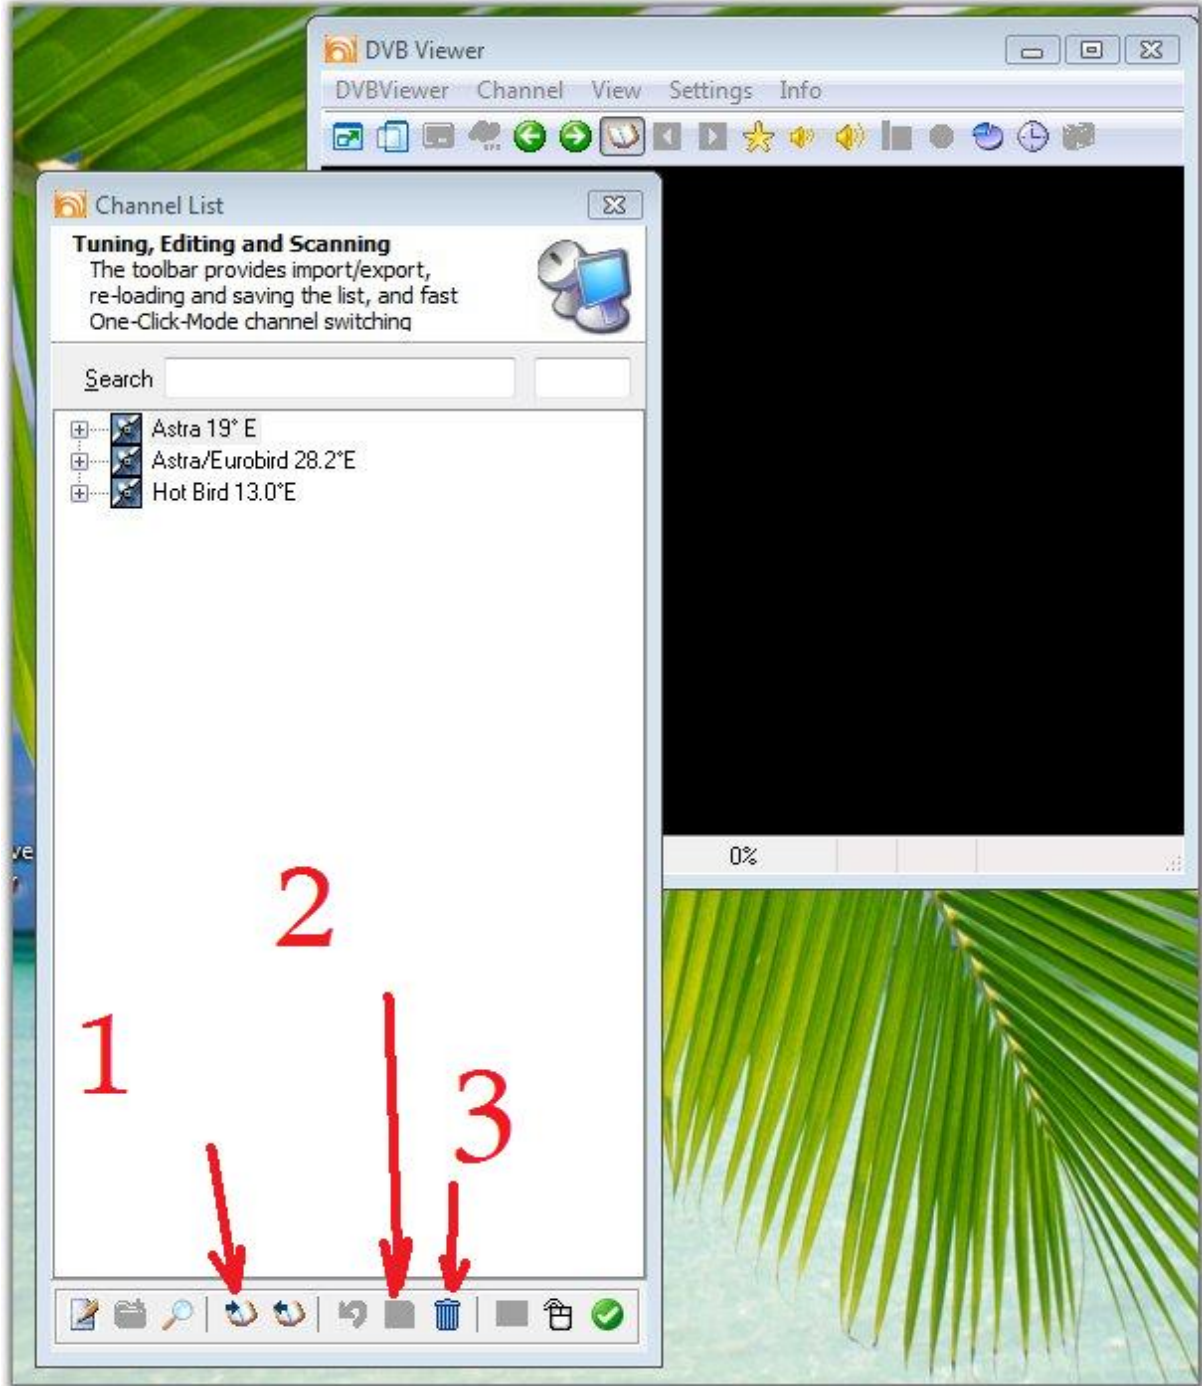 DVB Viewer
DVBViewer Channel View Settings Info
Channel List
Tuning, Editing and Scanning
The toolbar provides import/export,
re-loading and saving the list, and fast
One-Click-Mode channel switching
Search
Astra 19° E
Astra/Eurobird 28.2°E
Hot Bird 13.0°E
ve
0%
2
1
3